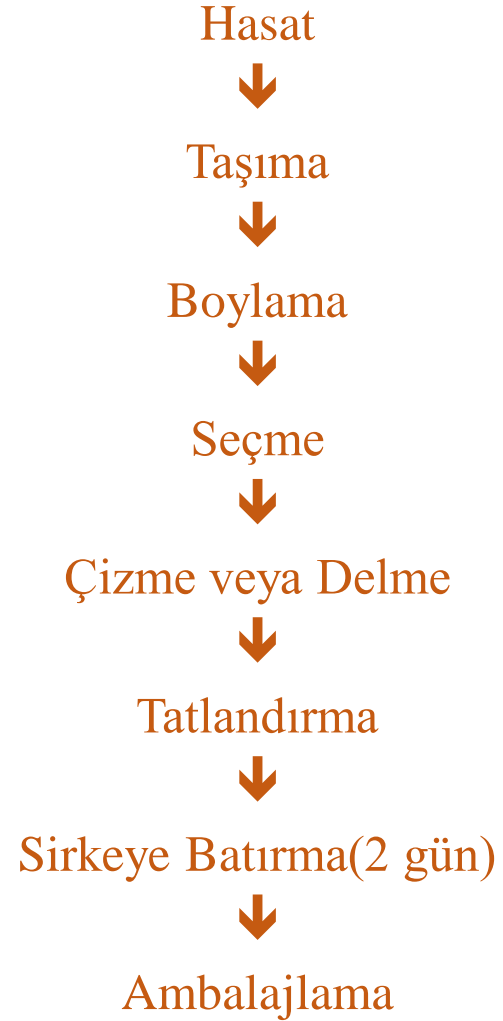 Hasat
Taşıma
Boylama
Seçme
Çizme veya Delme
Tatlandırma
Sirkeye Batırma(2 gün)
Ambalajlama